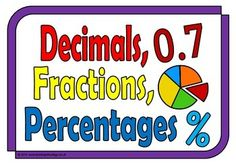 Decimals, 0.7
Fractions,
Percentages %